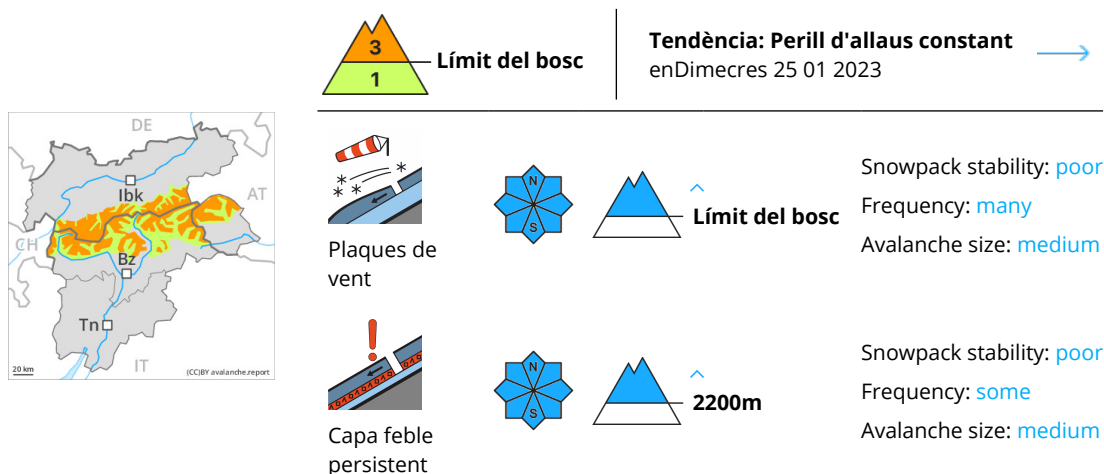 3
1
Límit del bosc
Tendència: Perill d'allaus constant
enDimecres 25 01 2023
DE
AT
Ibk
CH
Bz
Tn
IT
20 km
(CC)BY avalanche.report
Plaques de
vent
N
S
Límit del bosc
Snowpack stability: poor
Frequency: many
Avalanche size: medium
Capa feble
persistent
N
S
2200m
Snowpack stability: poor
Frequency: some
Avalanche size: medium